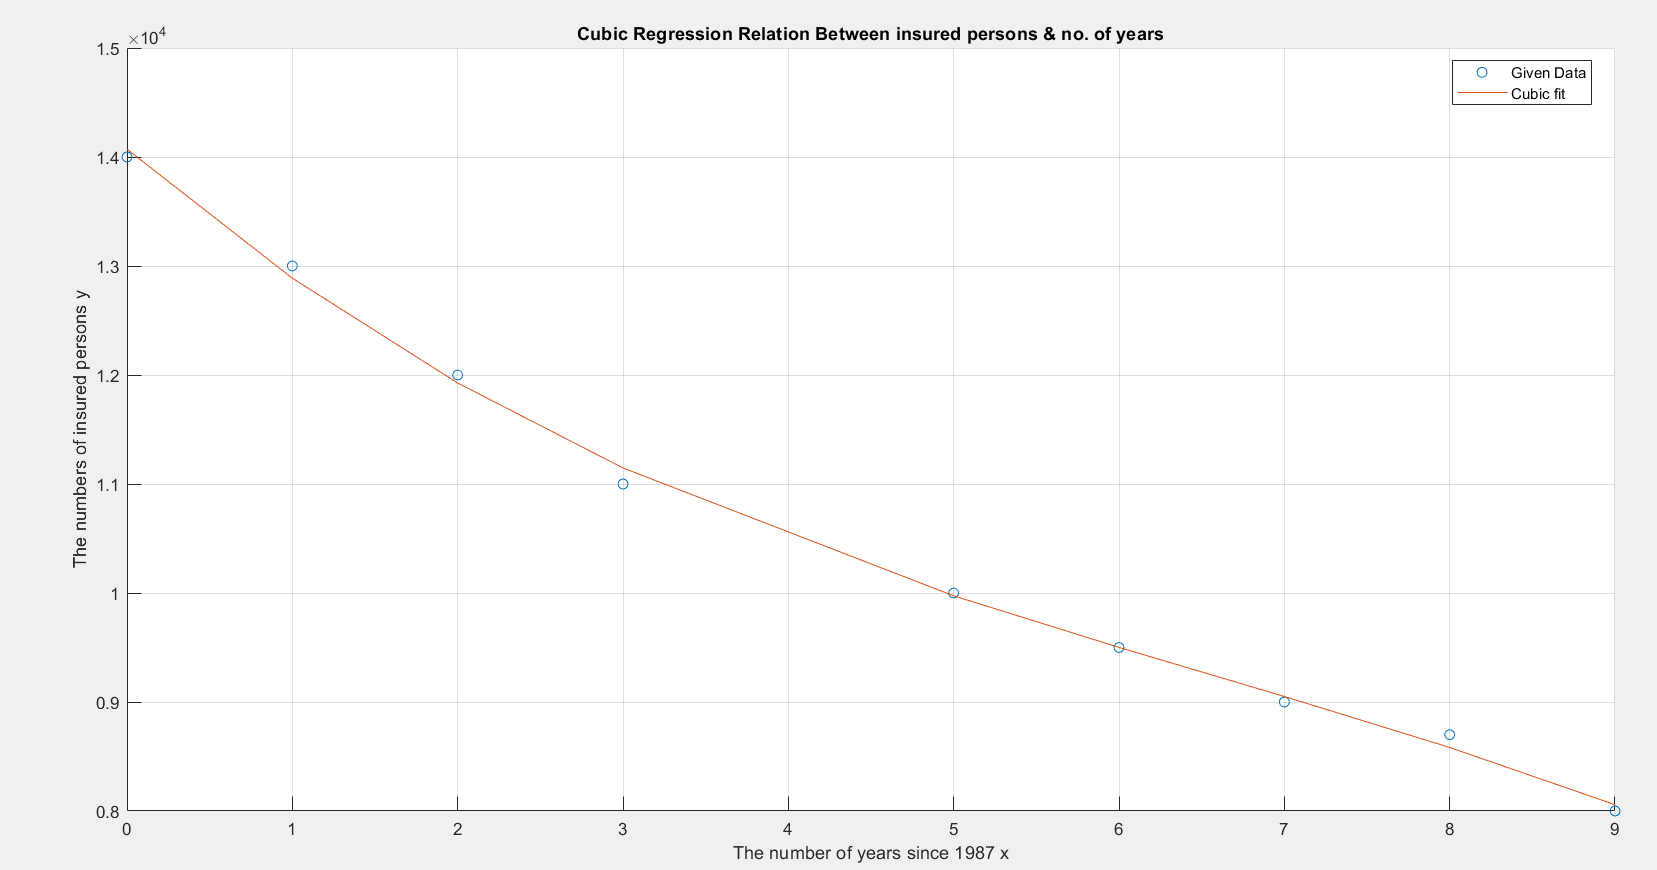 Cubic Regression Relation Between insured persons & no. of years
×10⁴
1.5
1.4
1.3
1.2
1.1
1
0.9
0.8
The numbers of insured persons y
Given Data
Cubic fit
0 1 2 3 4 5 6 7 8 9
The number of years since 1987 x